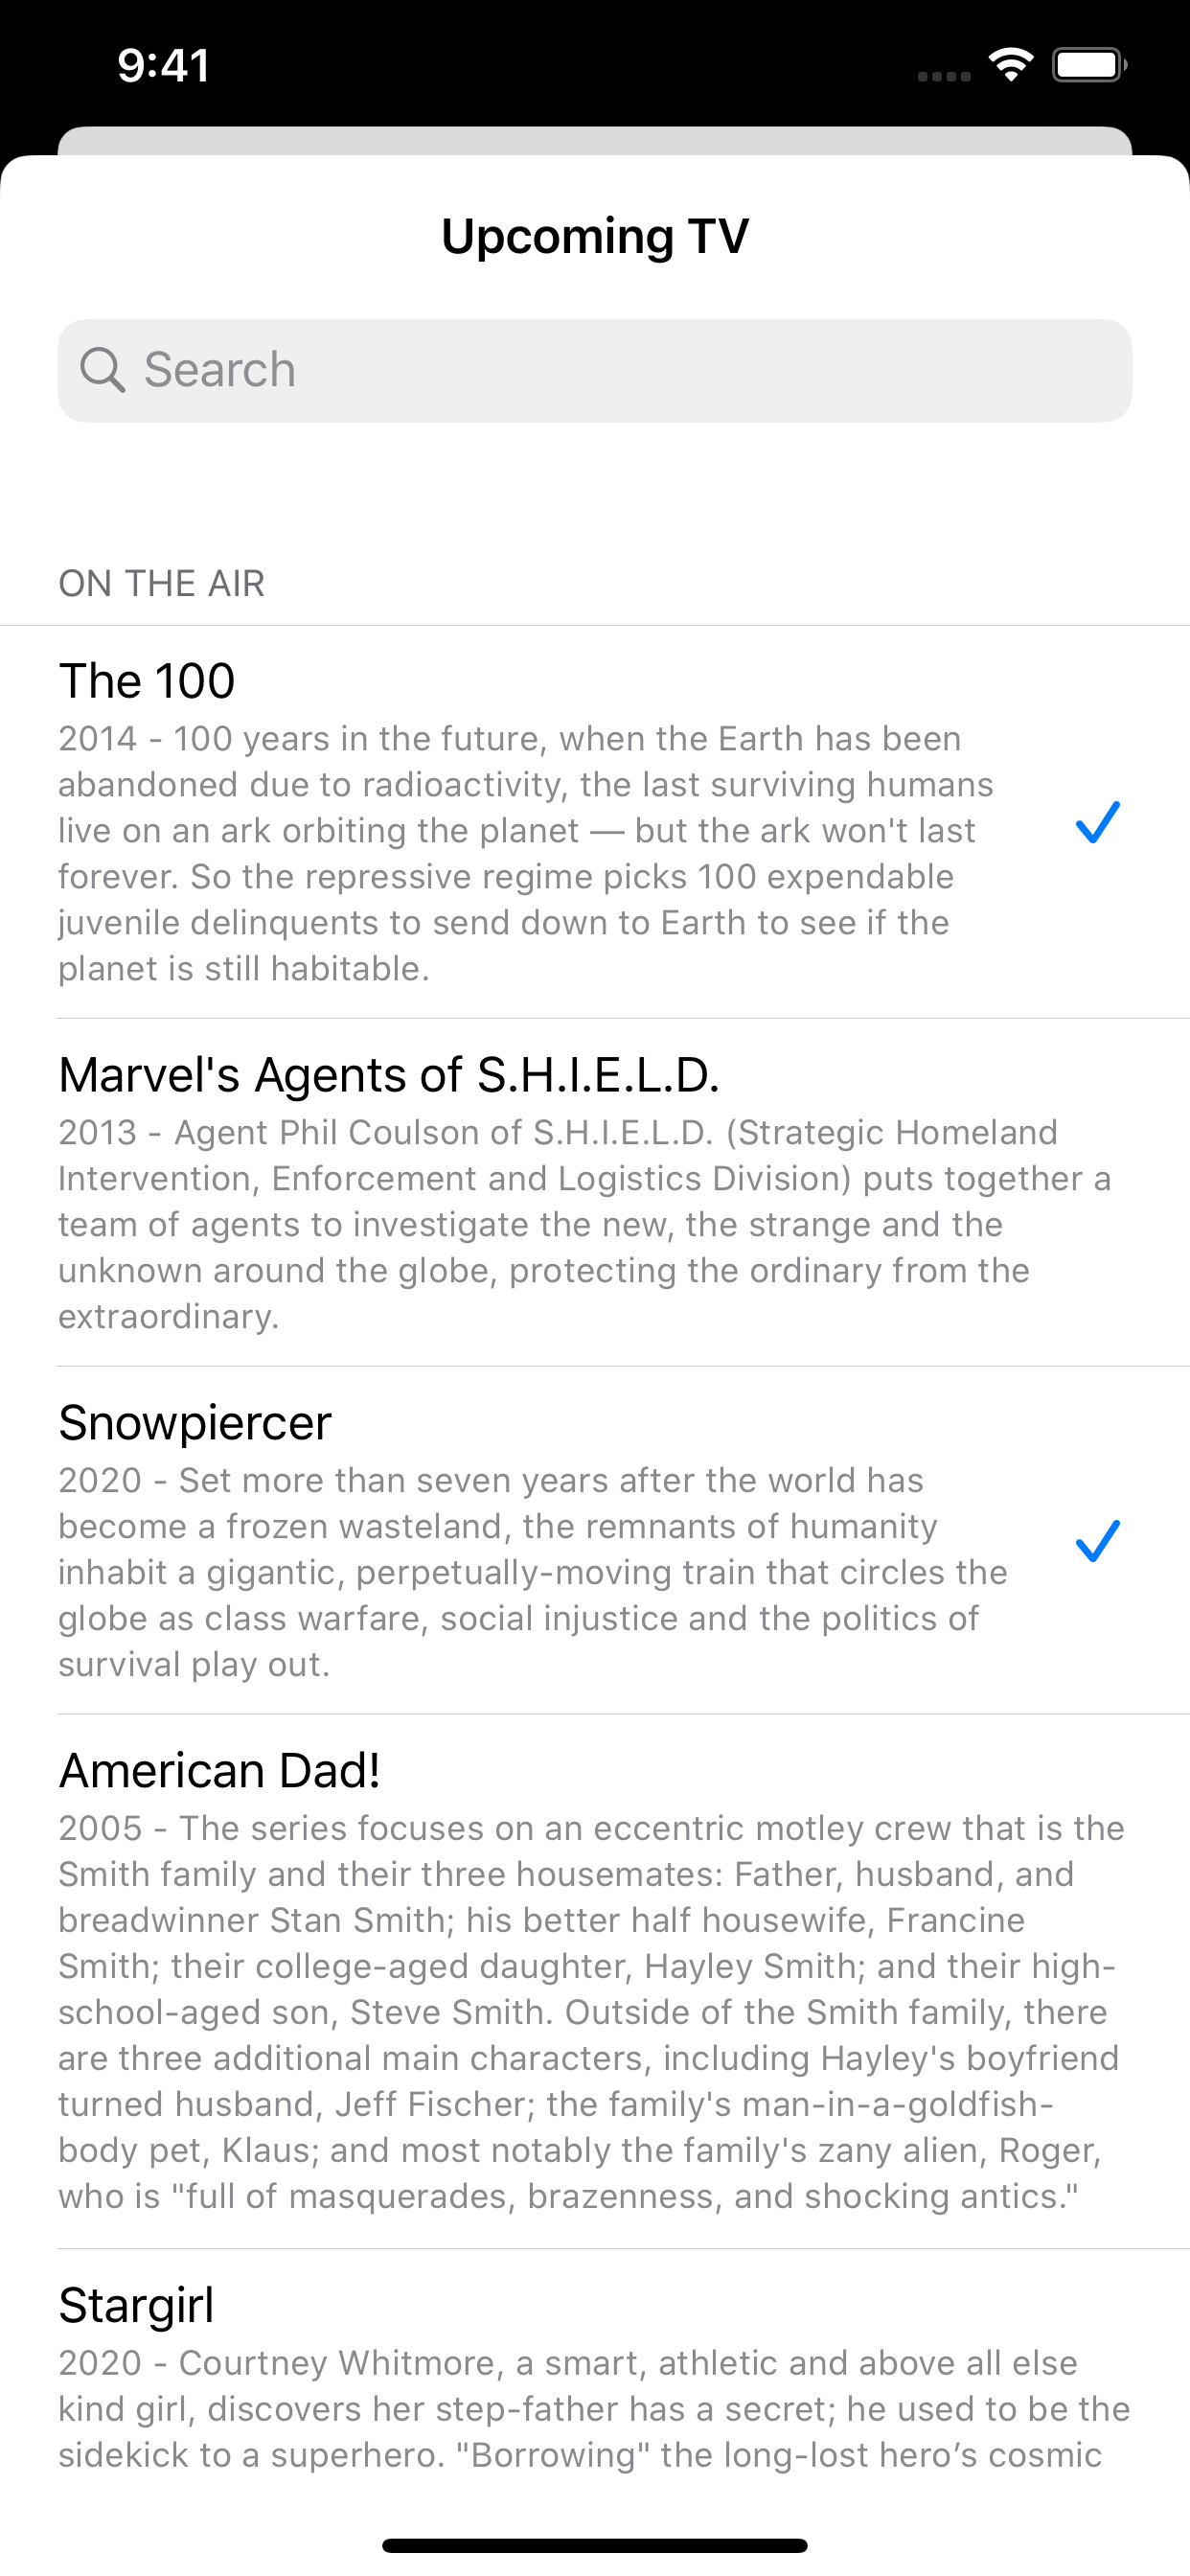 9:41
Upcoming TV
Search
ON THE AIR
The 100
2014 - 100 years in the future, when the Earth has been
abandoned due to radioactivity, the last surviving humans
live on an ark orbiting the planet — but the ark won't last
forever. So the repressive regime picks 100 expendable
juvenile delinquents to send down to Earth to see if the
planet is still habitable.
Marvel's Agents of S.H.I.E.L.D.
2013 - Agent Phil Coulson of S.H.I.E.L.D. (Strategic Homeland
Intervention, Enforcement and Logistics Division) puts together a
team of agents to investigate the new, the strange and the
unknown around the globe, protecting the ordinary from the
extraordinary.
Snowpiercer
2020 - Set more than seven years after the world has
become a frozen wasteland, the remnants of humanity
inhabit a gigantic, perpetually-moving train that circles the
globe as class warfare, social injustice and the politics of
survival play out.
American Dad!
2005 - The series focuses on an eccentric motley crew that is the
Smith family and their three housemates: Father, husband, and
breadwinner Stan Smith; his better half housewife, Francine
Smith; their college-aged daughter, Hayley Smith; and their high-
school-aged son, Steve Smith. Outside of the Smith family, there
are three additional main characters, including Hayley's boyfriend
turned husband, Jeff Fischer; the family's man-in-a-goldfish-
body pet, Klaus; and most notably the family's zany alien, Roger,
who is "full of masquerades, brazenness, and shocking antics."
Stargirl
2020 - Courtney Whitmore, a smart, athletic and above all else
kind girl, discovers her step-father has a secret; he used to be the
sidekick to a superhero. "Borrowing" the long-lost hero’s cosmic